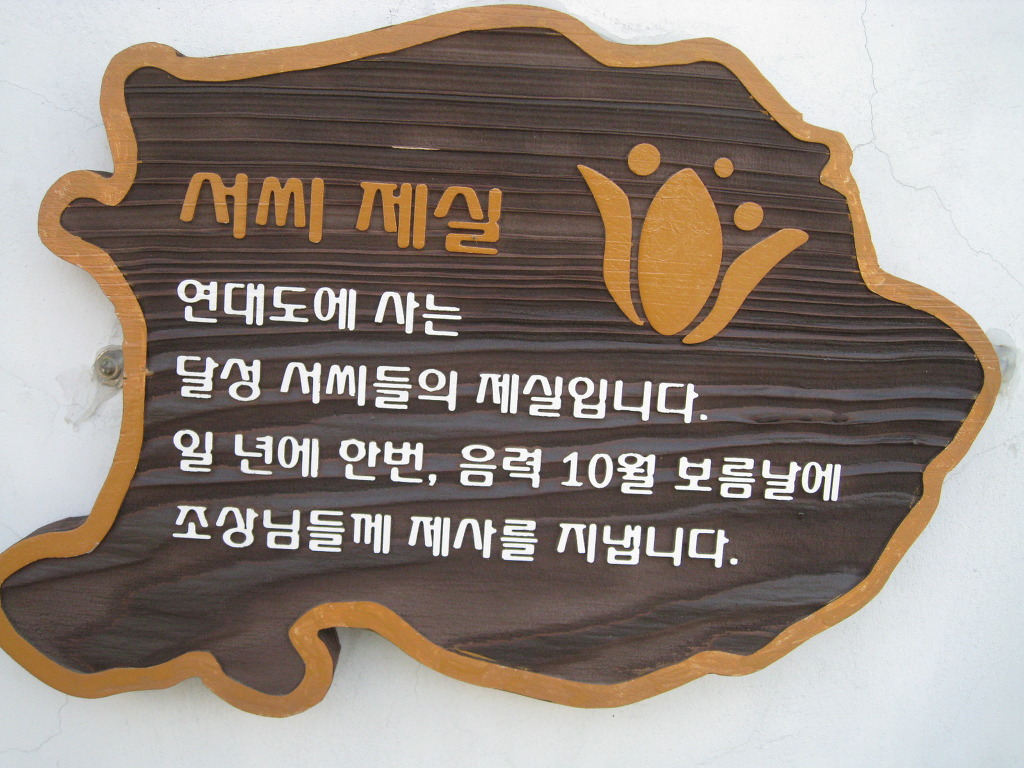 서씨 제실
연대도에 사는
달성 서씨들의 제실입니다.
일 년에 한번, 음력 10월 보름날에
조상님들께 제사를 지냅니다.